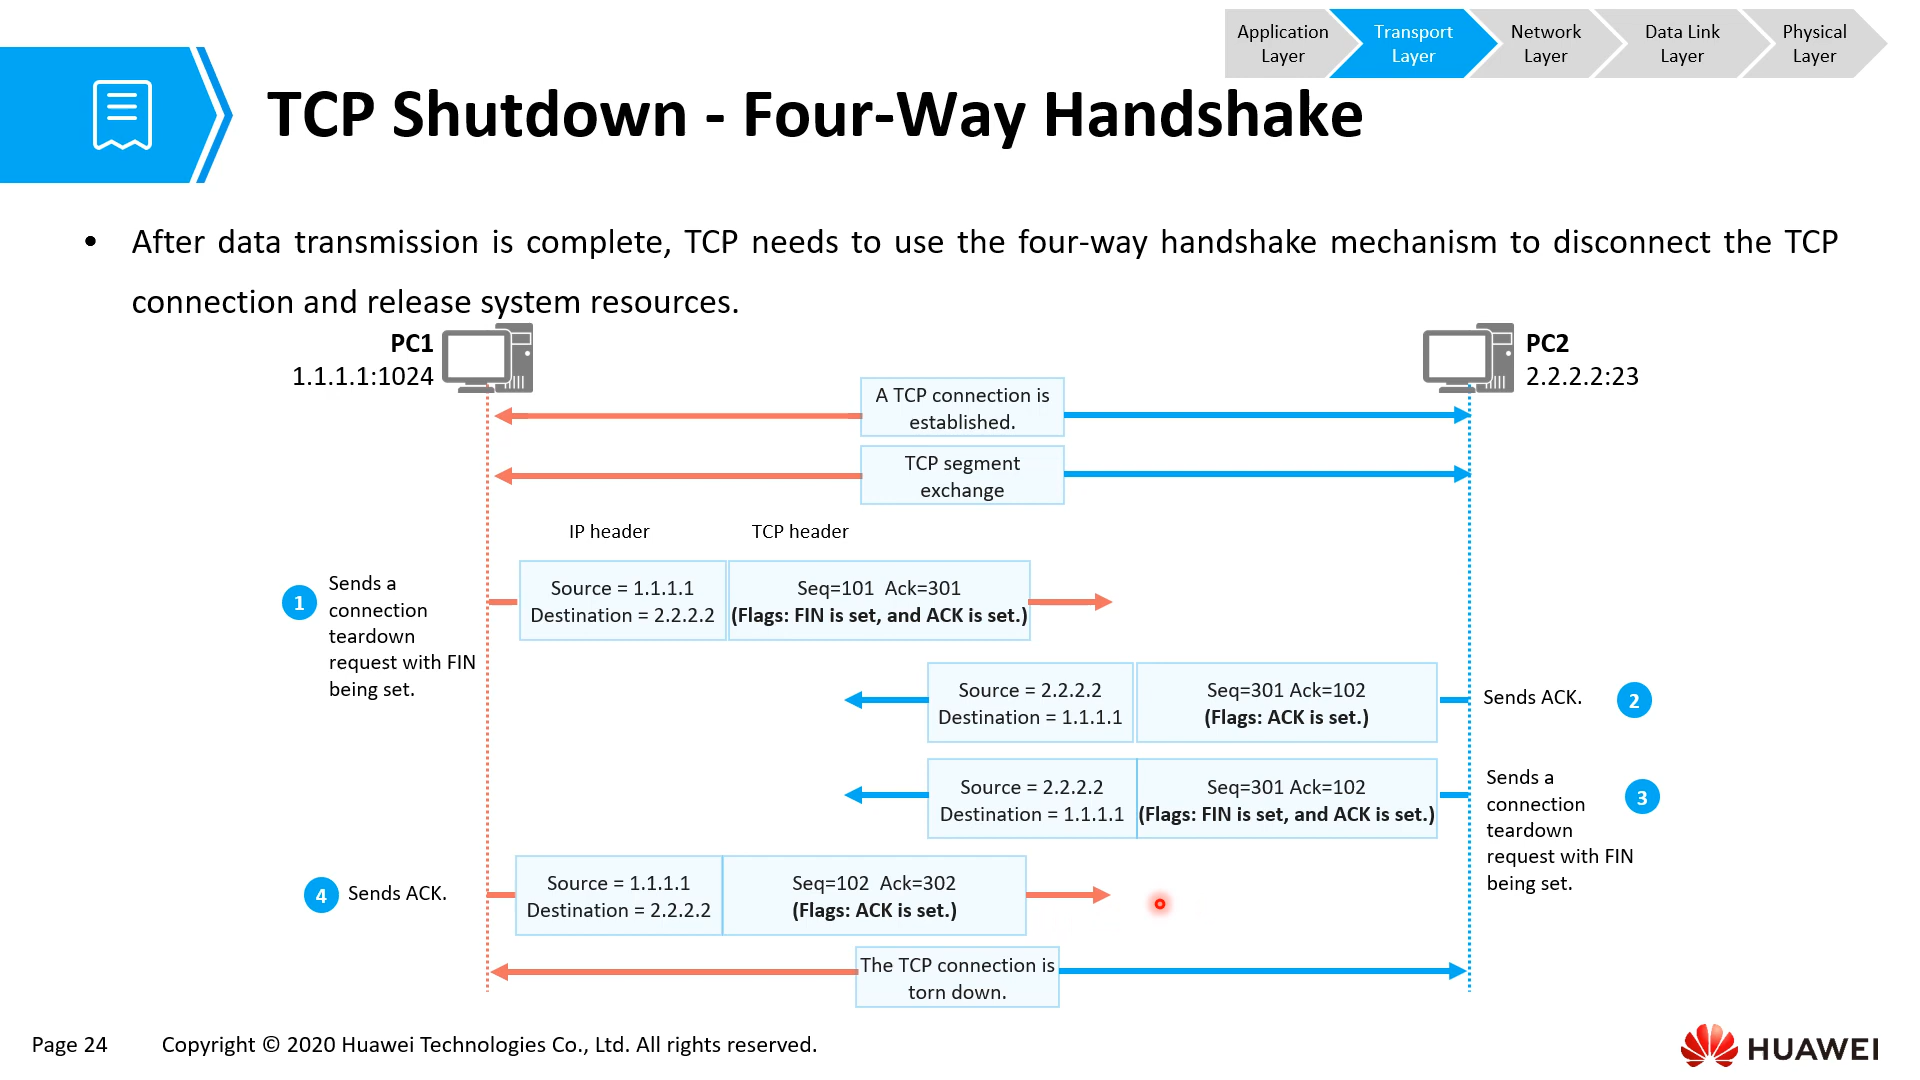 Application
Layer
Transport
Layer
Network
Layer
Data Link
Layer
Physical
Layer
TCP Shutdown - Four-Way Handshake
• After data transmission is complete, TCP needs to use the four-way handshake mechanism to disconnect the TCP
connection and release system resources.
PC1
1.1.1.1:1024
PC2
2.2.2.2:23
A TCP connection is
established.
TCP segment
exchange
IP header
TCP header
1
Sends a
connection
teardown
request with FIN
being set.
Source = 1.1.1.1
Destination = 2.2.2.2
Seq=101 Ack=301
(Flags: FIN is set, and ACK is set.)
Source = 2.2.2.2
Destination = 1.1.1.1
Seq=301 Ack=102
(Flags: ACK is set.)
Sends ACK.
2
Source = 2.2.2.2
Destination = 1.1.1.1
Seq=301 Ack=102
(Flags: FIN is set, and ACK is set.)
Sends a
connection
teardown
request with FIN
being set.
3
4
Sends ACK.
Source = 1.1.1.1
Destination = 2.2.2.2
Seq=102 Ack=302
(Flags: ACK is set.)
The TCP connection is
torn down.
Page 24
Copyright © 2020 Huawei Technologies Co., Ltd. All rights reserved.
HUAWEI